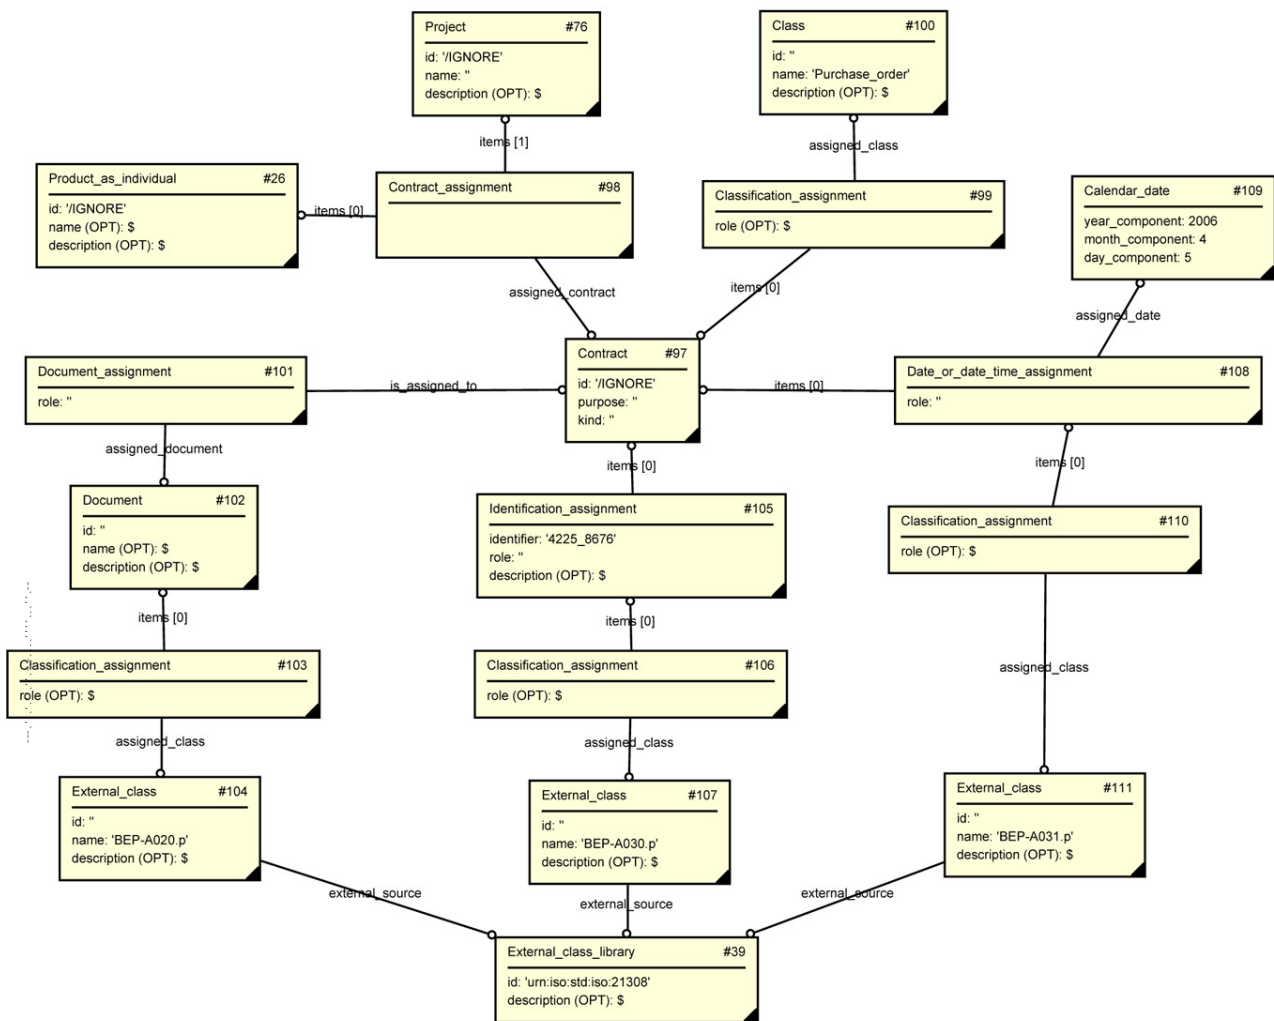 Project #76
id: '/IGNORE'
name: ''
description (OPT): $
Class #100
id: ''
name: 'Purchase_order'
description (OPT): $
items [1]
assigned_class
Product_as_individual #26
id: '/IGNORE'
name (OPT): $
description (OPT): $
items [0]
Contract_assignment #98
Classification_assignment #99
role (OPT): $
Calendar_date #109
year_component: 2006
month_component: 4
day_component: 5
assigned_contract
items [0]
assigned_date
Document_assignment #101
role: ''
is_assigned_to
Contract #97
id: '/IGNORE'
purpose: ''
kind: ''
items [0]
Date_or_date_time_assignment #108
role: ''
assigned_document
items [0]
items [0]
Document #102
id: ''
name (OPT): $
description (OPT): $
Identification_assignment #105
identifier: '4225_8676'
role: ''
description (OPT): $
Classification_assignment #110
role (OPT): $
items [0]
items [0]
Classification_assignment #103
role (OPT): $
Classification_assignment #106
role (OPT): $
assigned_class
assigned_class
assigned_class
External_class #104
id: ''
name: 'BEP-A020.p'
description (OPT): $
External_class #107
id: ''
name: 'BEP-A030.p'
description (OPT): $
External_class #111
id: ''
name: 'BEP-A031.p'
description (OPT): $
external_source
external_source
external_source
External_class_library #39
id: 'urn:iso:std:iso:21308'
description (OPT): $